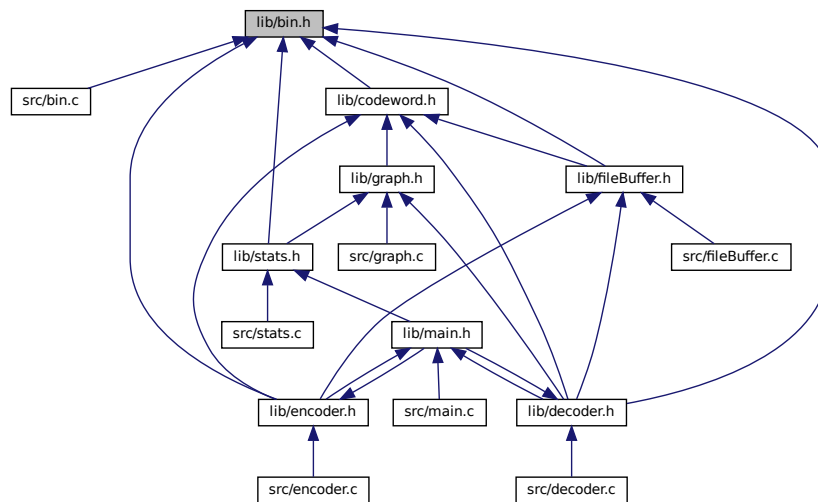 lib/bin.h
src/bin.c
lib/codeword.h
lib/graph.h
lib/fileBuffer.h
lib/stats.h
src/graph.c
src/fileBuffer.c
src/stats.c
lib/main.h
lib/encoder.h
src/main.c
lib/decoder.h
src/encoder.c
src/decoder.c